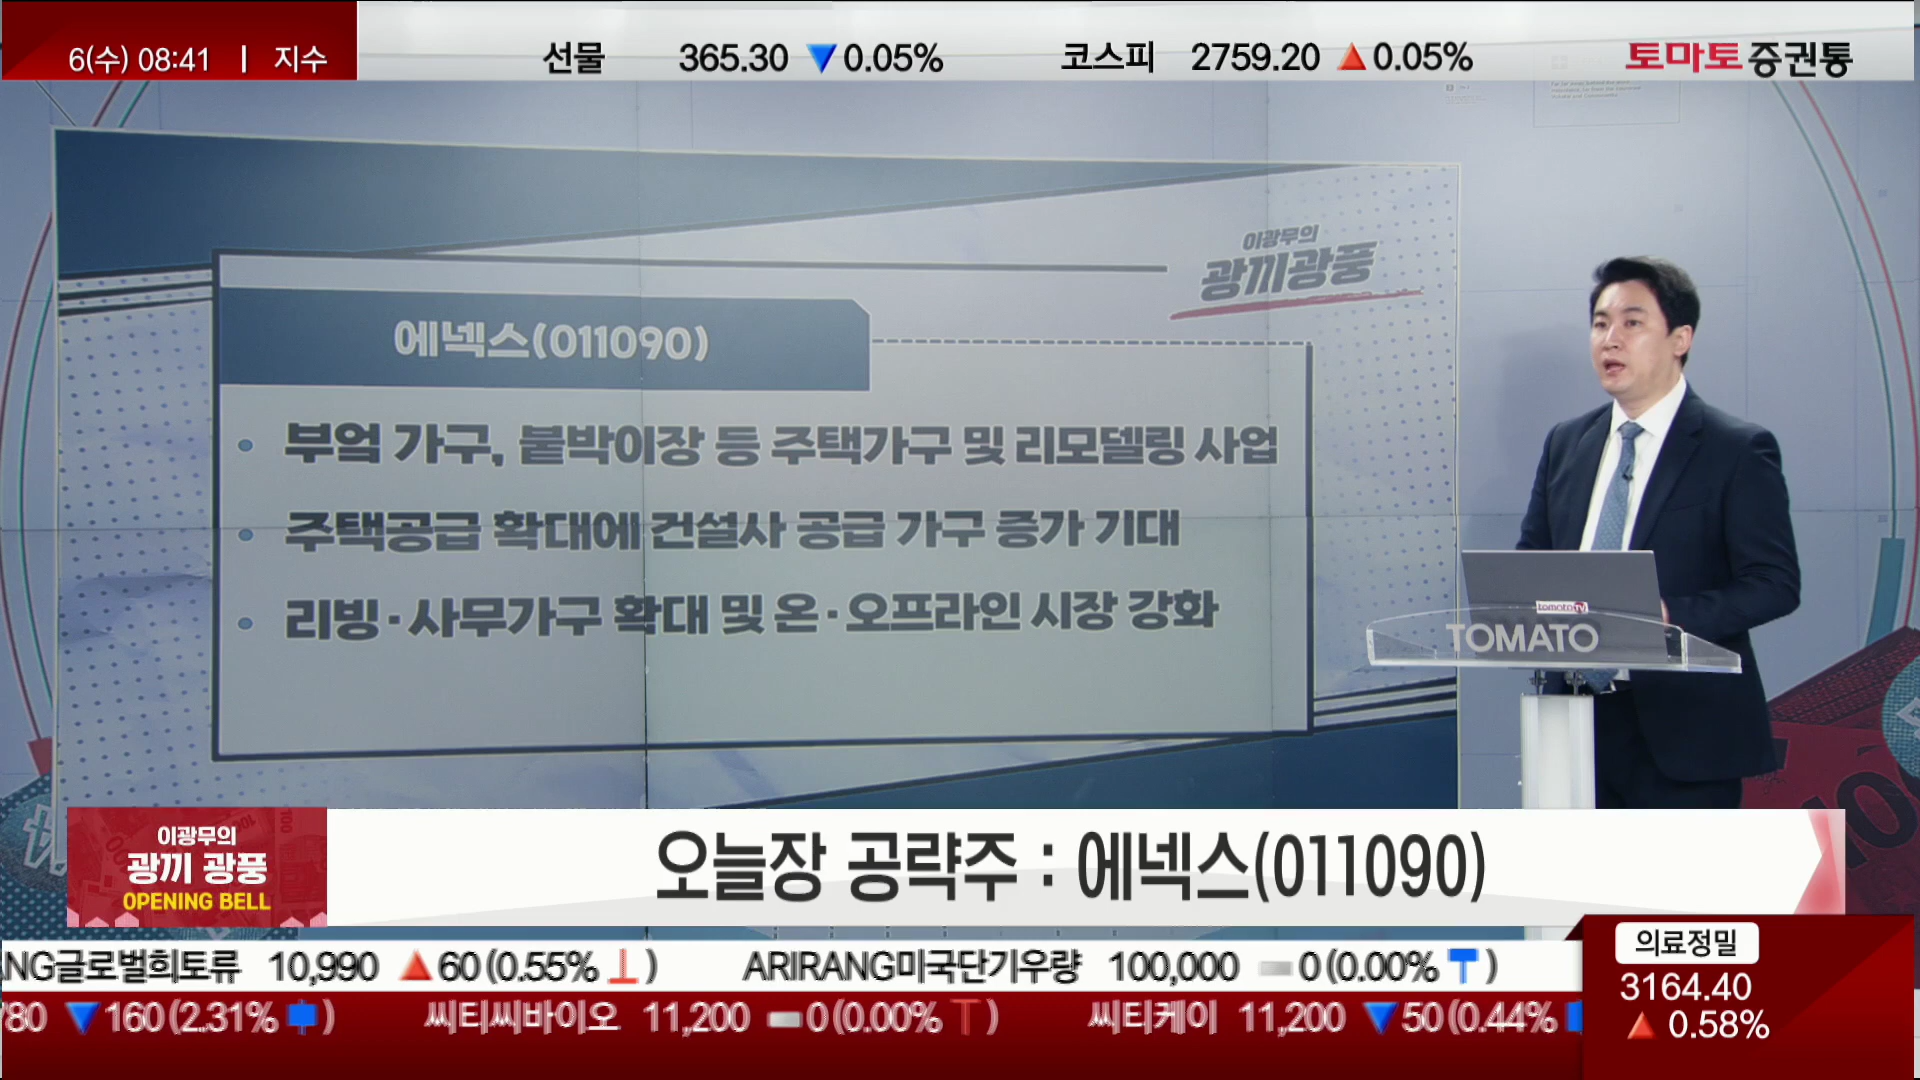 6(수) 08:41 | 지수
선물 365.30 ▼0.05% 코스피 2759.20 ▲0.05%
토마토증권통
이광무의
광끼광풍
에넥스(011090)
• 부엌 가구, 붙박이장 등 주택가구 및 리모델링 사업
• 주택공급 확대에 건설사 공급 가구 증가 기대
• 리빙·사무가구 확대 및 온·오프라인 시장 강화
tomatoTV
TOMATO
이광무의
광끼 광풍
OPENING BELL
오늘장 공략주 : 에넥스(011090)
NG글로벌희토류 10,990 ▲60(0.55% ) ARIRANG미국단기우량 100,000 0(0.00% )
780 ▼160(2.31% ) 씨티씨바이오 11,200 0(0.00% ) 씨티케이 11,200 ▼50(0.44%
의료정밀
3164.40
▲ 0.58%